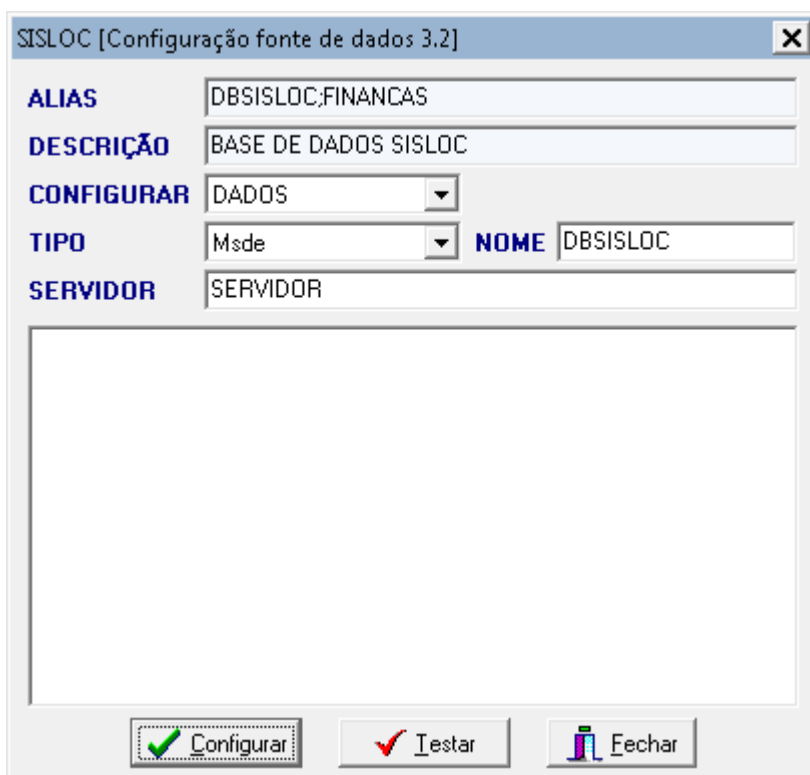 SISLOC [Configuração fonte de dados 3.2]
ALIAS DBSISLOC;FINANCAS
DESCRIÇÃO BASE DE DADOS SISLOC
CONFIGURAR DADOS
TIPO Msde NOME DBSISLOC
SERVIDOR SERVIDOR
Configurar Testar Fechar